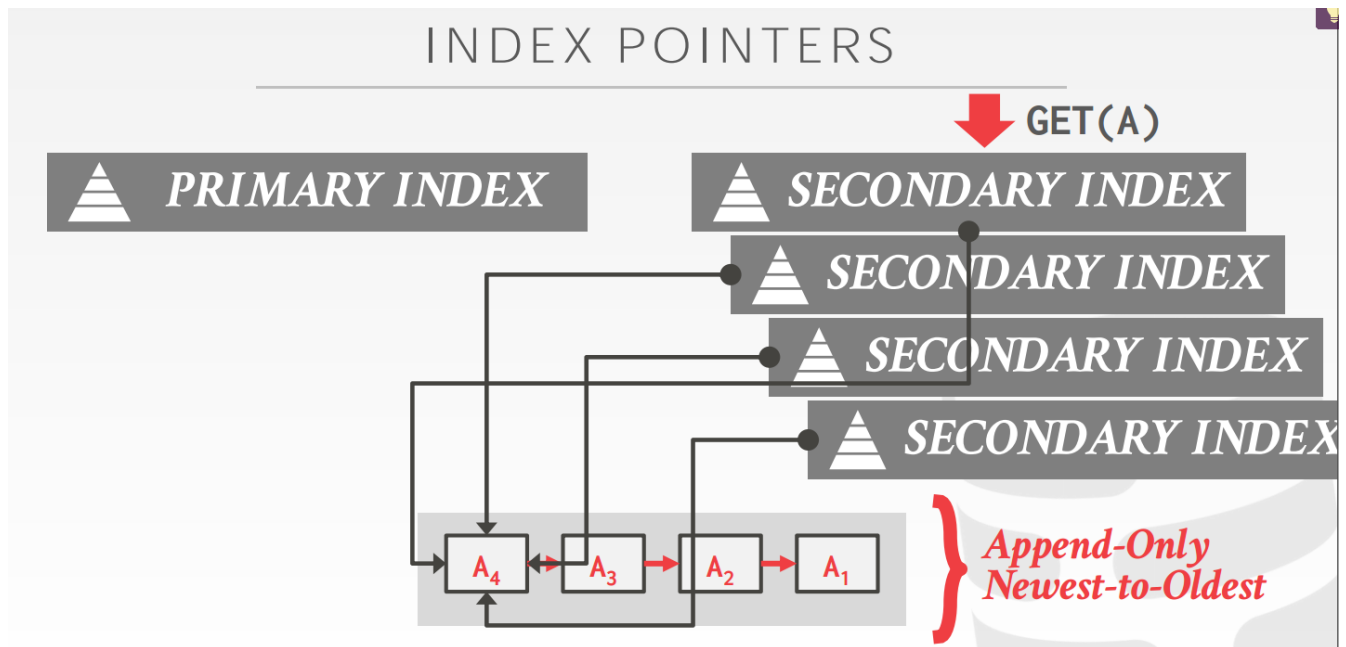 INDEX POINTERS
GET(A)
PRIMARY INDEX
SECONDARY INDEX
SECONDARY INDEX
SECONDARY INDEX
SECONDARY INDEX
A₄ A₃ A₂ A₁
Append-Only
Newest-to-Oldest